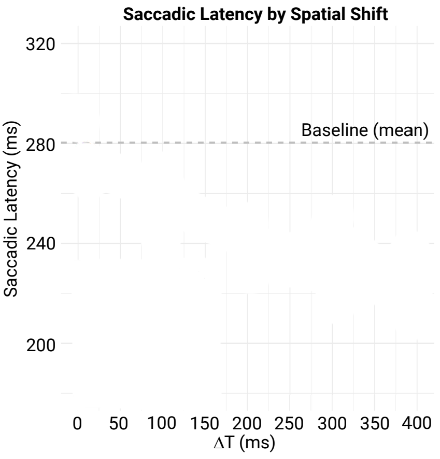 Saccadic Latency by Spatial Shift
320
Baseline (mean)
280
240
200
Saccadic Latency (ms)
0 50 100 150 200 250 300 350 400
ΔT (ms)